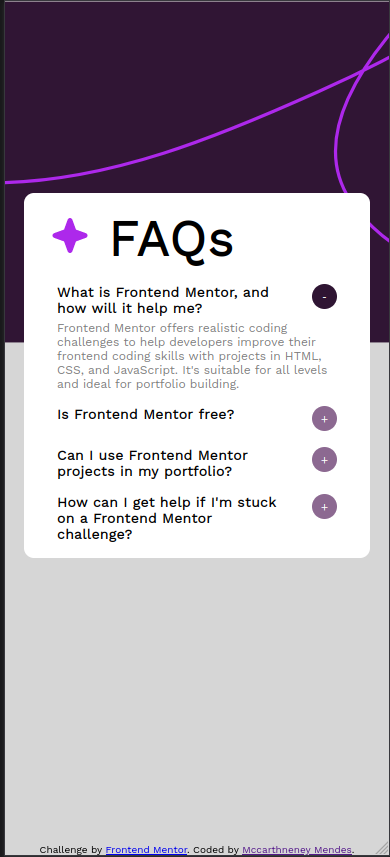 FAQs
What is Frontend Mentor, and
how will it help me?
-
Frontend Mentor offers realistic coding
challenges to help developers improve their
frontend coding skills with projects in HTML,
CSS, and JavaScript. It's suitable for all levels
and ideal for portfolio building.
Is Frontend Mentor free?
+
Can I use Frontend Mentor
projects in my portfolio?
+
How can I get help if I'm stuck
on a Frontend Mentor
challenge?
+
Challenge by Frontend Mentor. Coded by Mccarthneney Mendes.